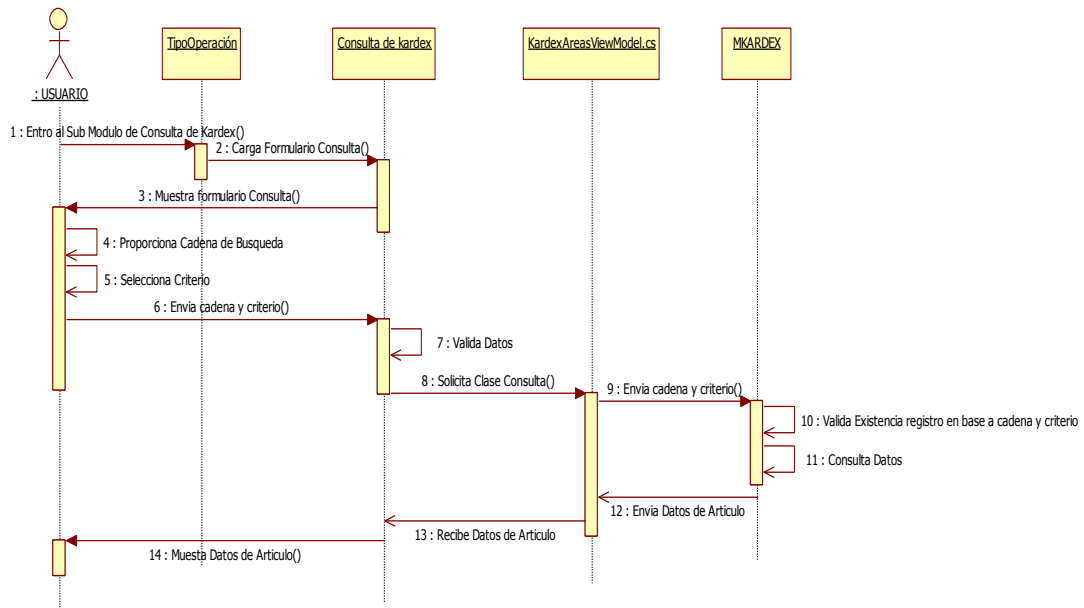 : USUARIO
TipoOperación
Consulta de kardex
KardexAreasViewModel.cs
MKARDEX
1 : Entro al Sub Modulo de Consulta de Kardex()
2 : Carga Formulario Consulta()
3 : Muestra formulario Consulta()
4 : Proporciona Cadena de Busqueda
5 : Selecciona Criterio
6 : Envia cadena y criterio()
7 : Valida Datos
8 : Solicita Clase Consulta()
9 : Envia cadena y criterio()
10 : Valida Existencia registro en base a cadena y criterio
11 : Consulta Datos
12 : Envia Datos de Articulo
13 : Recibe Datos de Articulo
14 : Muesta Datos de Articulo()